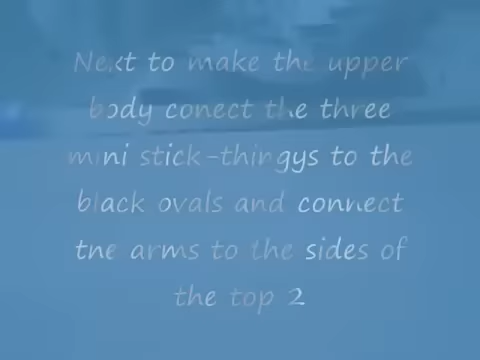 Next to make the upper
body conect the three
mini stick-thingys to the
black ovals and connect
the arms to the sides of
the top 2